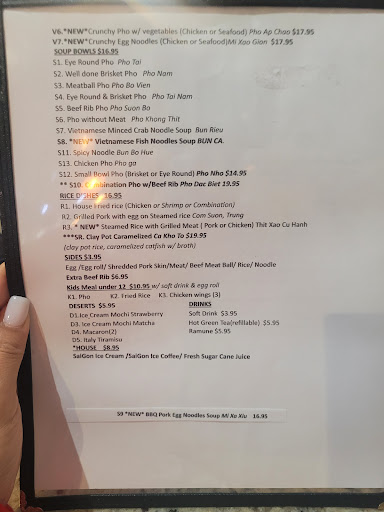 V6.*NEW*Crunchy Pho w/ vegetables (Chicken or Seafood) Pho Ap Chao $17.95
V7.*NEW*Crunchy Egg Noodles (Chicken or Seafood)Mi Xao Gion $17.95
SOUP BOWLS $16.95
S1. Eye Round Pho Pho Tai
S2. Well done Brisket Pho Pho Nam
S3. Meatball Pho Pho Bo Vien
S4. Eye Round & Brisket Pho Pho Tai Nam
S5. Beef Rib Pho Pho Suon Bo
S6. Pho without Meat Pho Khong Thit
S7. Vietnamese Minced Crab Noodle Soup Bun Rieu
S8. *NEW* Vietnamese Fish Noodles Soup BUN CA
S11. Spicy Noodle Bun Bo Hue
S13. Chicken Pho Pho ga
S12. Small Bowl Pho (Brisket or Eye Round) Pho Nho $14.95
** S10. Combination Pho w/Beef Rib Pho Dac Biet 19.95
RICE DISHES 16.95
R1. House Fried rice (Chicken or Shrimp or Combination)
R2. Grilled Pork with egg on Steamed rice Com Suon, Trung
R3. * NEW* Steamed Rice with Grilled Meat ( Pork or Chicken) Thit Xao Cu Hanh
***5R. Clay Pot Caramelized Ca Kho To $19.95
(clay pot rice, caramelized catfish w/ broth)
SIDES $3.95
Egg /Egg roll/ Shredded Pork Skin/Meat/ Beef Meat Ball/ Rice/ Noodle
Extra Beef Rib $6.95
Kids Meal under 12 $10.95 w/ soft drink & egg roll
K1. Pho K2. Fried Rice K3. Chicken wings (3)
DESERTS $5.95 DRINKS
D1.Ice Cream Mochi Strawberry Soft Drink $3.95
D3. Ice Cream Mochi Matcha Hot Green Tea(refillable) $5.95
D4. Macaron(2) Ramune $5.95
D5. Italy Tiramisu
*HOUSE $8.95
SaiGon Ice Cream /SaiGon Ice Coffee/ Fresh Sugar Cane Juice
S9 *NEW* BBQ Pork Egg Noodles Soup Mi Xa Xiu 16.95